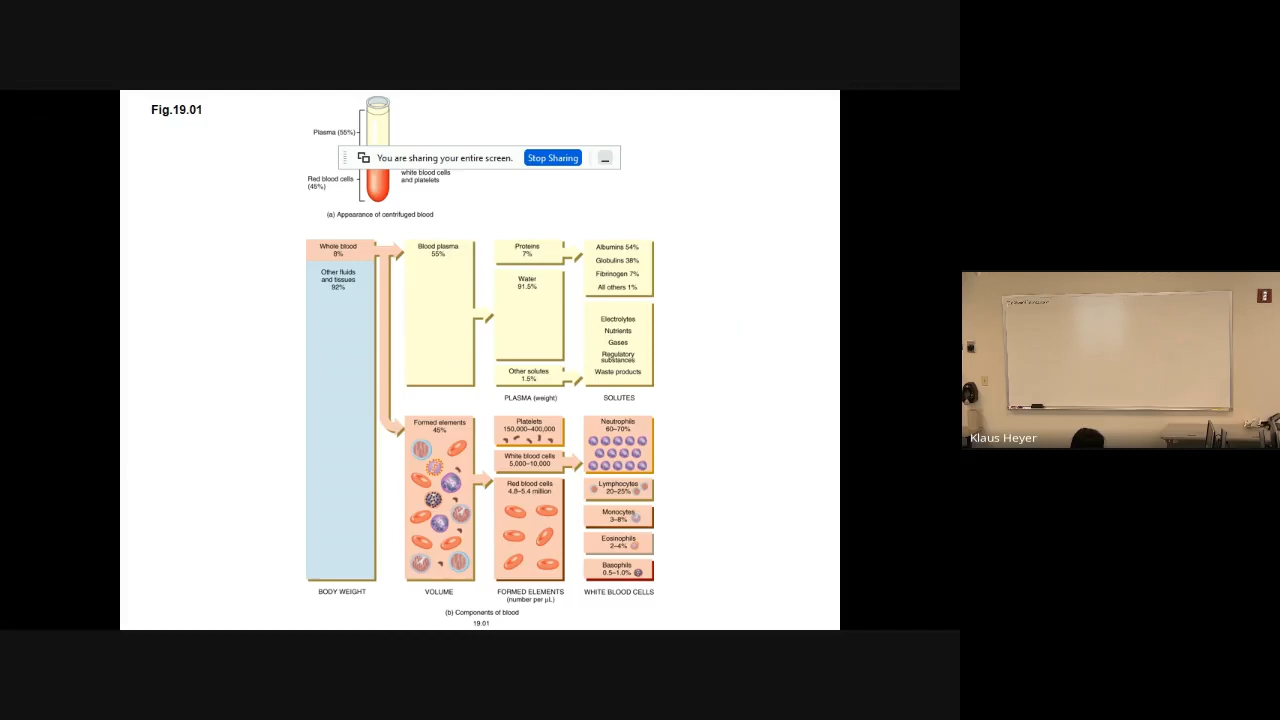 Fig.19.01
Plasma (55%)
You are sharing your entire screen.
Stop Sharing
Red blood cells
(45%)
white blood cells
and platelets
(a) Appearance of centrifuged blood
Whole blood
8%
Other fluids
and tissues
92%
BODY WEIGHT
Blood plasma
55%
Formed elements
45%
VOLUME
Proteins
7%
Water
91.5%
Other solutes
1.5%
PLASMA (weight)
Albumins 54%
Globulins 38%
Fibrinogen 7%
All others 1%
Electrolytes
Nutrients
Gases
Regulatory
substances
Waste products
SOLUTES
Platelets
150,000–400,000
White blood cells
5,000–10,000
Red blood cells
4.8–5.4 million
FORMED ELEMENTS
(number per µL)
Neutrophils
60–70%
Lymphocytes
20–25%
Monocytes
3–8%
Eosinophils
2–4%
Basophils
0.5–1.0%
WHITE BLOOD CELLS
(b) Components of blood
19.01
Klaus Heyer